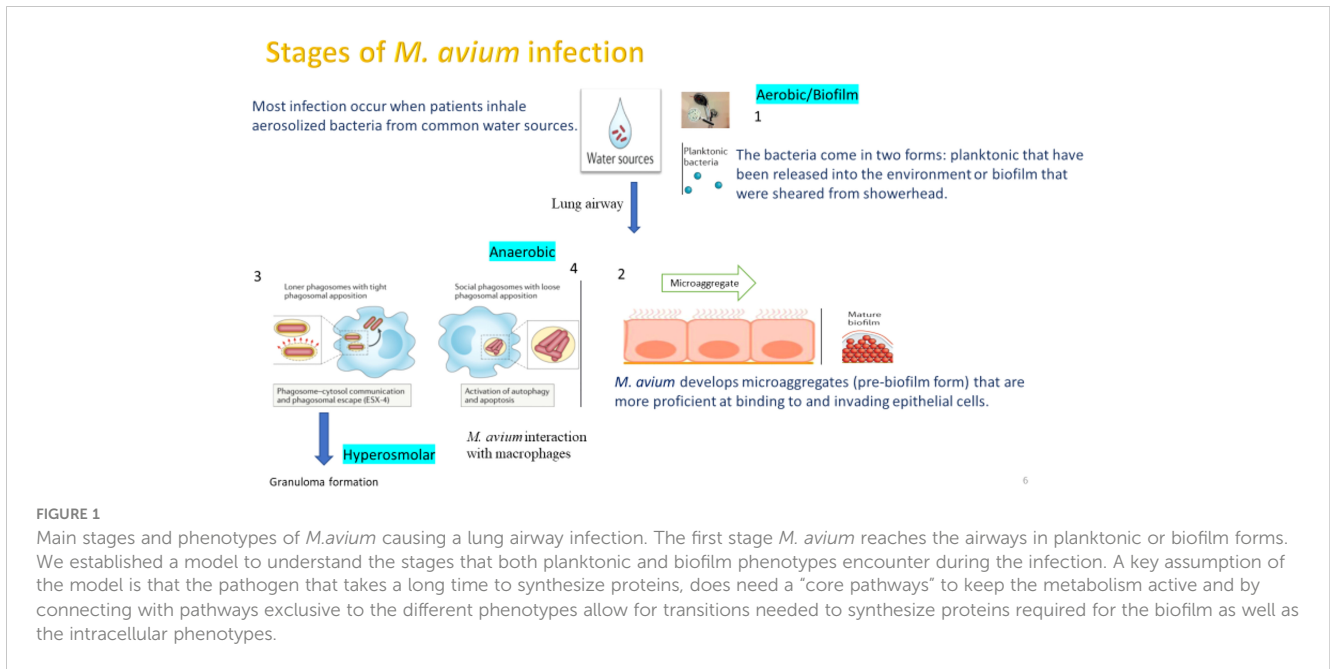 Stages of M. avium infection
Most infection occur when patients inhale
aerosolized bacteria from common water sources.
Water sources
Aerobic/Biofilm
1
Planktonic
bacteria
The bacteria come in two forms: planktonic that have
been released into the environment or biofilm that
were sheared from showerhead.
Lung airway
Anaerobic
3
Loner phagosomes with tight
phagosomal apposition
Phagosome–cytosol communication
and phagosomal escape (ESX-4)
4
Social phagosomes with loose
phagosomal apposition
Activation of autophagy
and apoptosis
2
Microaggregate
Mature
biofilm
M. avium develops microaggregates (pre-biofilm form) that are
more proficient at binding to and invading epithelial cells.
M. avium interaction
with macrophages
Hyperosmolar
Granuloma formation
6
FIGURE 1
Main stages and phenotypes of M.avium causing a lung airway infection. The first stage M. avium reaches the airways in planktonic or biofilm forms.
We established a model to understand the stages that both planktonic and biofilm phenotypes encounter during the infection. A key assumption of
the model is that the pathogen that takes a long time to synthesize proteins, does need a “core pathways” to keep the metabolism active and by
connecting with pathways exclusive to the different phenotypes allow for transitions needed to synthesize proteins required for the biofilm as well as
the intracellular phenotypes.